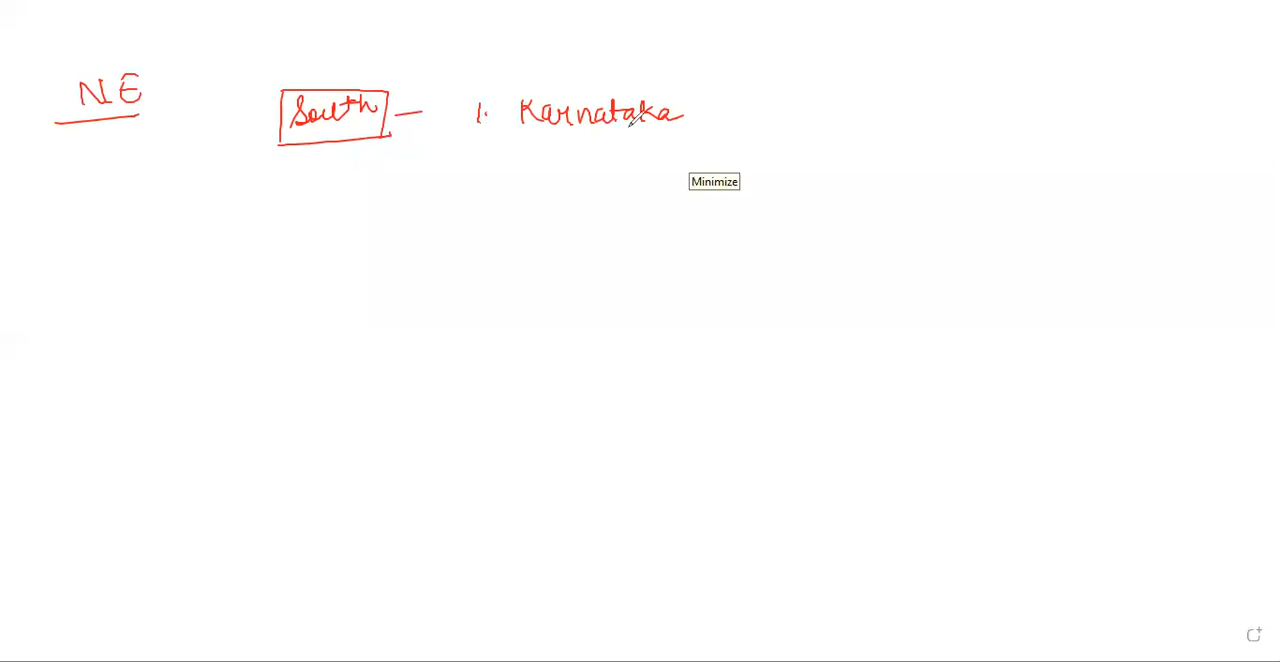 NE
South — 1. Karnataka
Minimize